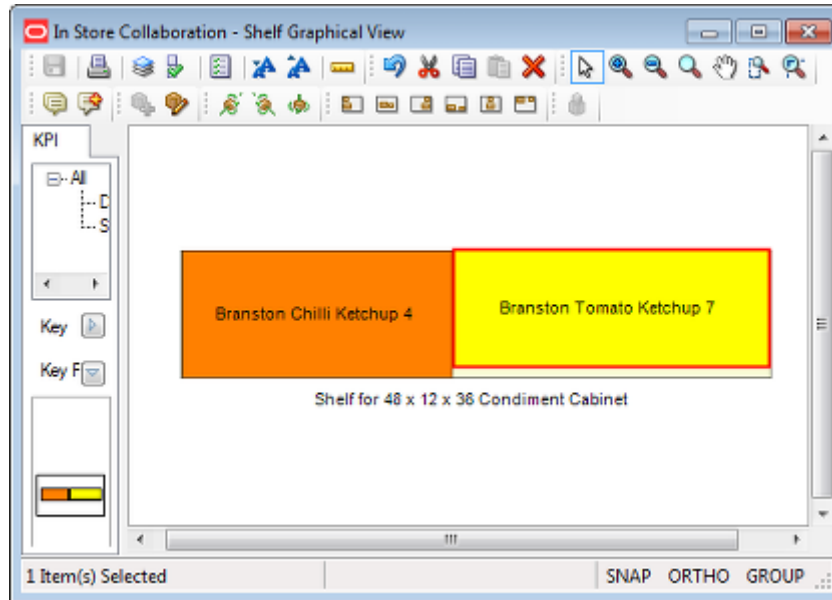 In Store Collaboration - Shelf Graphical View
KPI
All
D
S
Key
Key F
Branston Chilli Ketchup 4
Branston Tomato Ketchup 7
Shelf for 48 x 12 x 36 Condiment Cabinet
1 Item(s) Selected
SNAP ORTHO GROUP